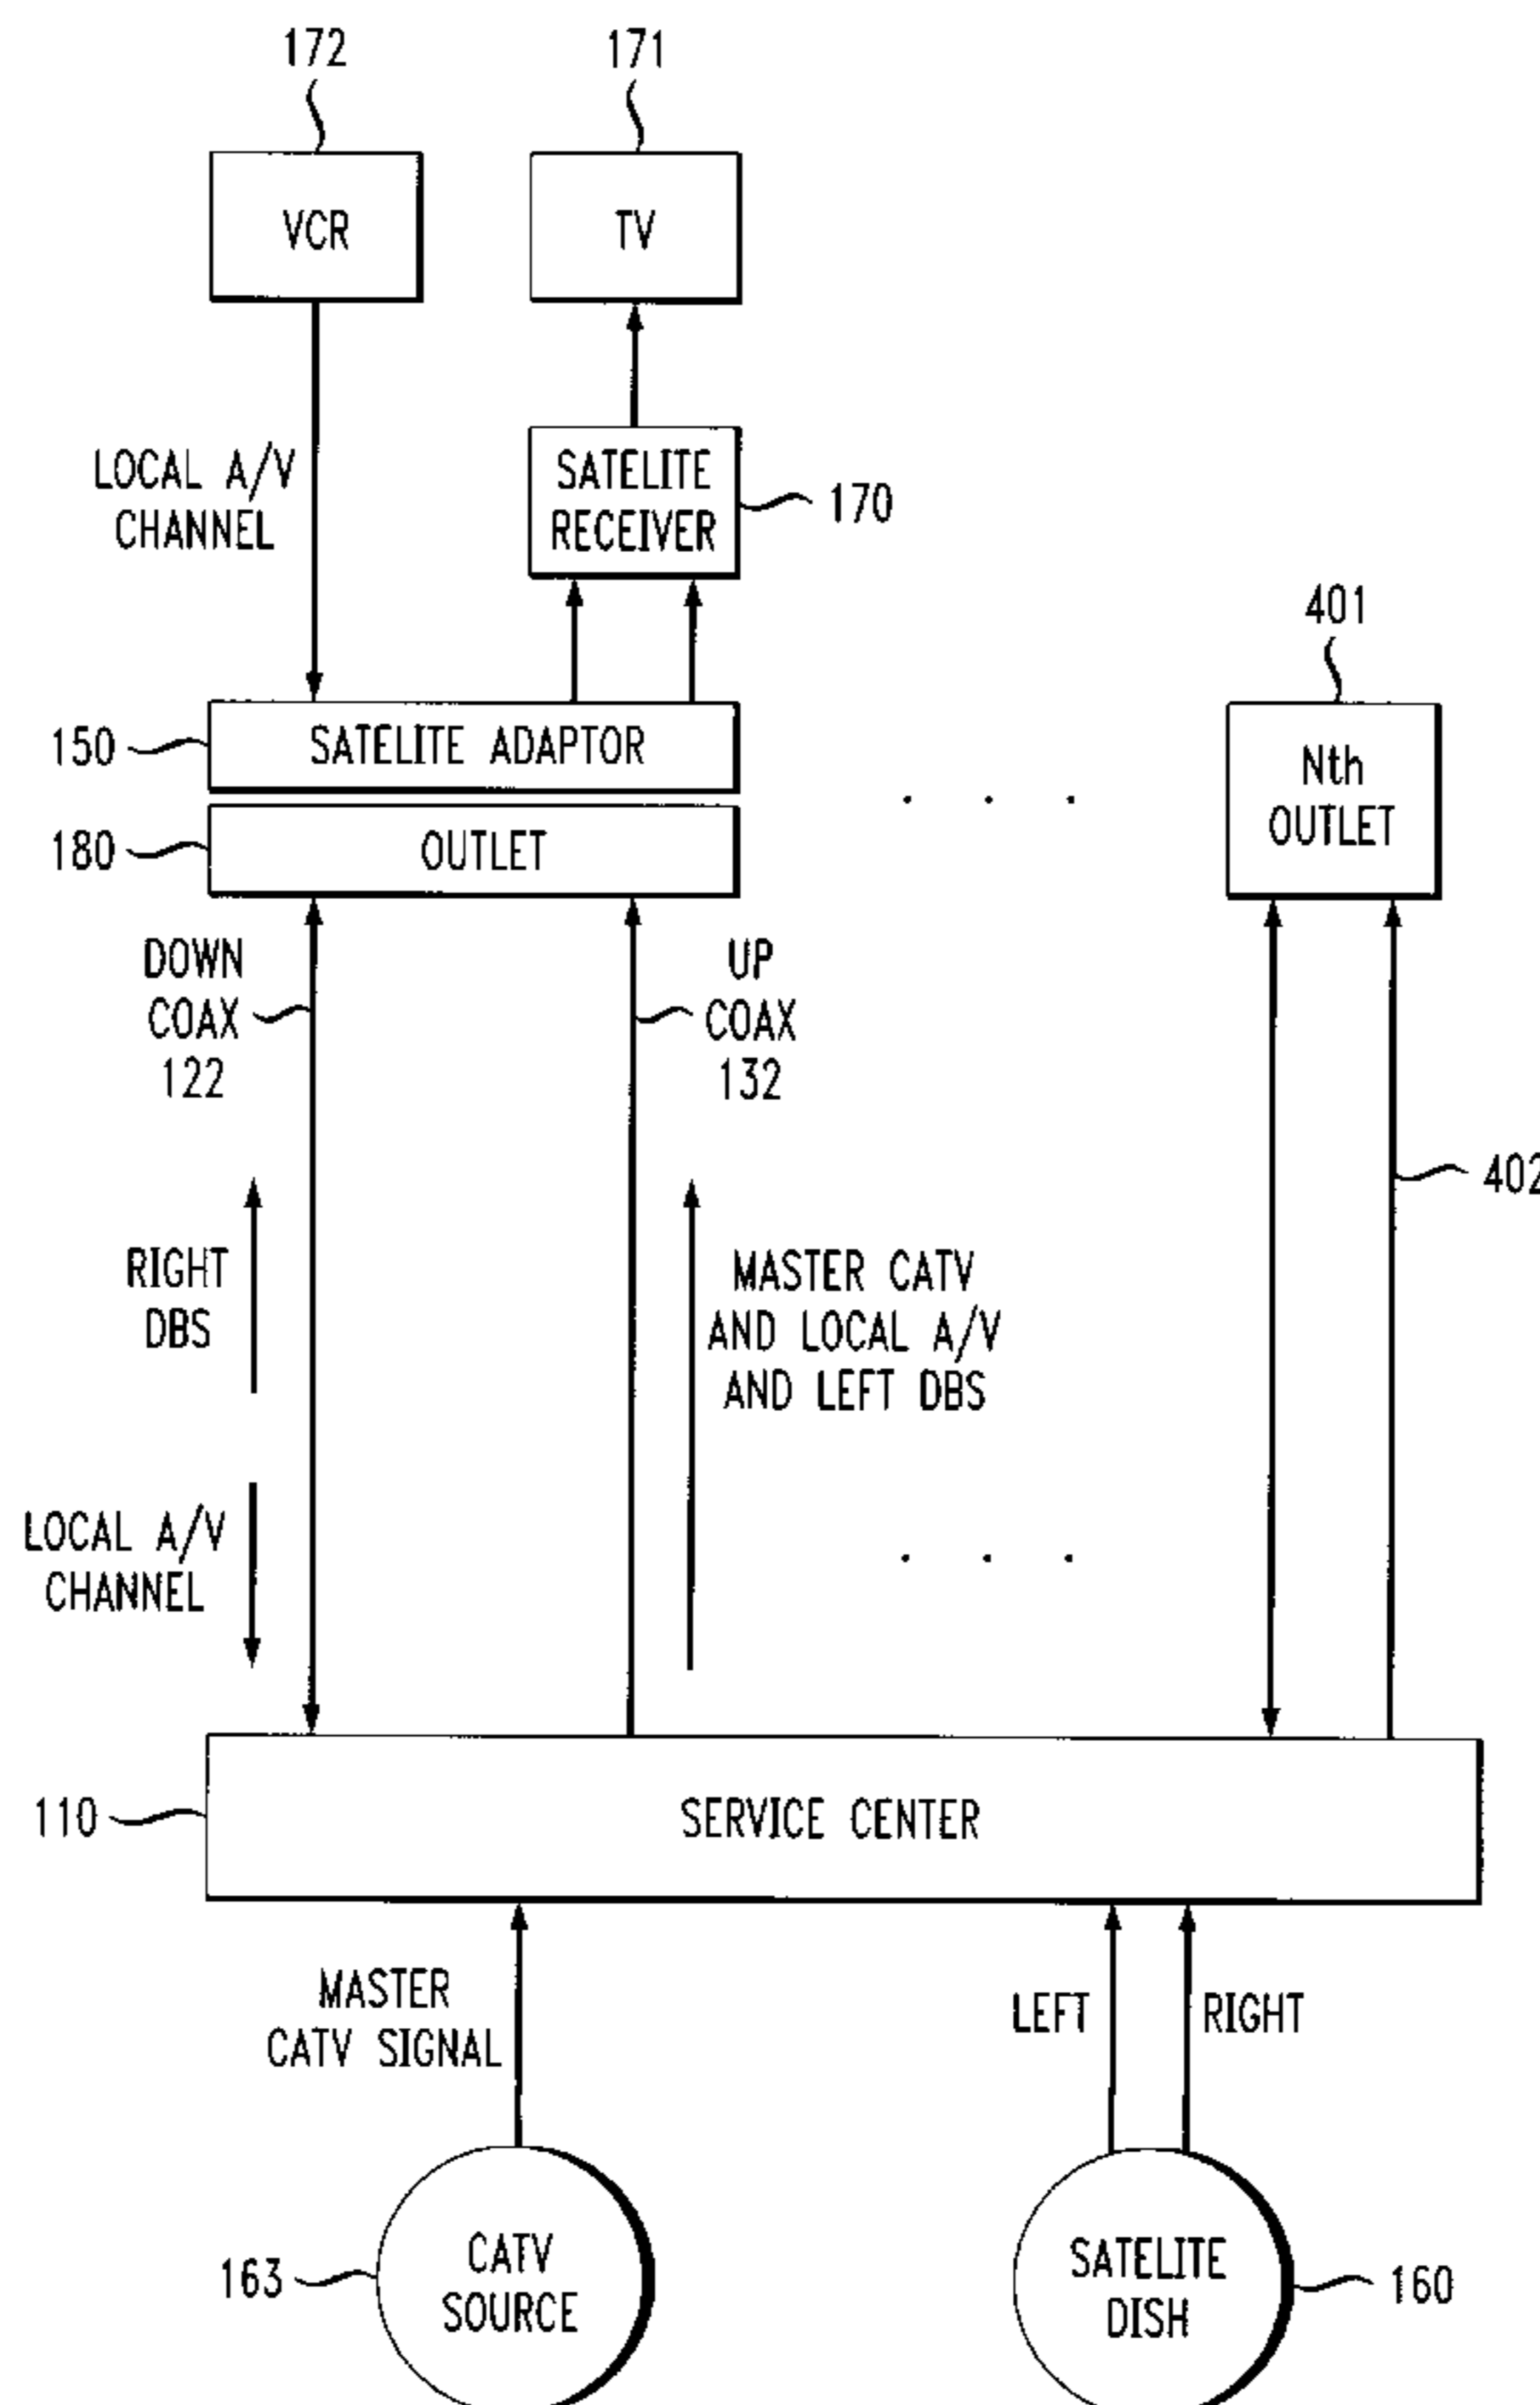 172
171
VCR
TV
LOCAL A/V
CHANNEL
SATELITE
RECEIVER
170
401
150
SATELITE ADAPTOR
Nth
OUTLET
180
OUTLET
DOWN
COAX
122
UP
COAX
132
402
RIGHT
DBS
MASTER CATV
AND LOCAL A/V
AND LEFT DBS
LOCAL A/V
CHANNEL
110
SERVICE CENTER
MASTER
CATV SIGNAL
LEFT
RIGHT
163
CATV
SOURCE
SATELITE
DISH
160